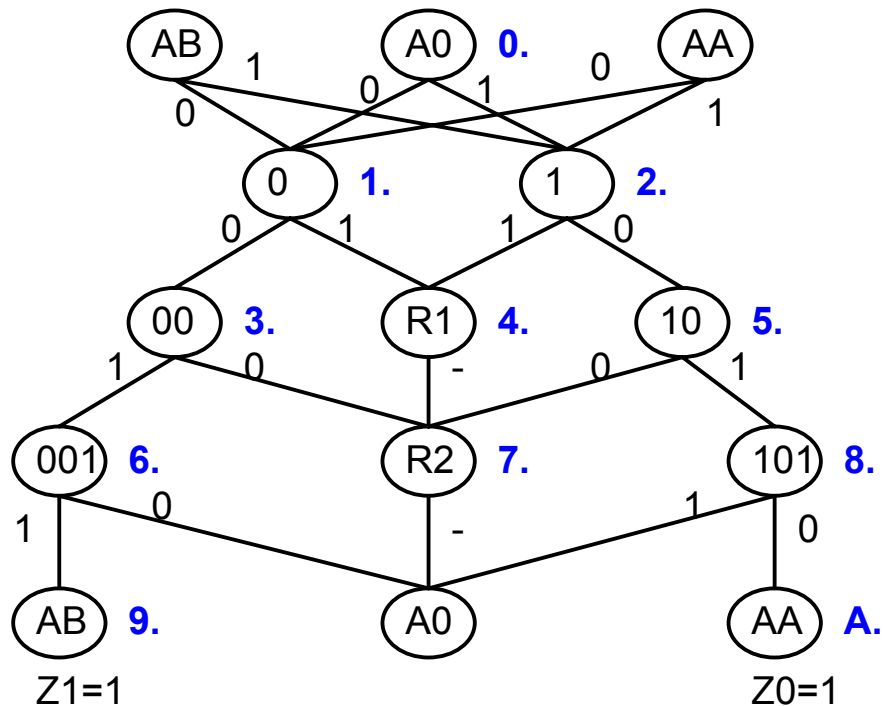 AB A0 0. AA
1 0 1 0
0 1
0 1. 1 2.
0 1 1 0
00 3. R1 4. 10 5.
1 0 - 0 1
001 6. R2 7. 101 8.
1 0 - 1 0
AB 9. A0 AA A.
Z1=1 Z0=1